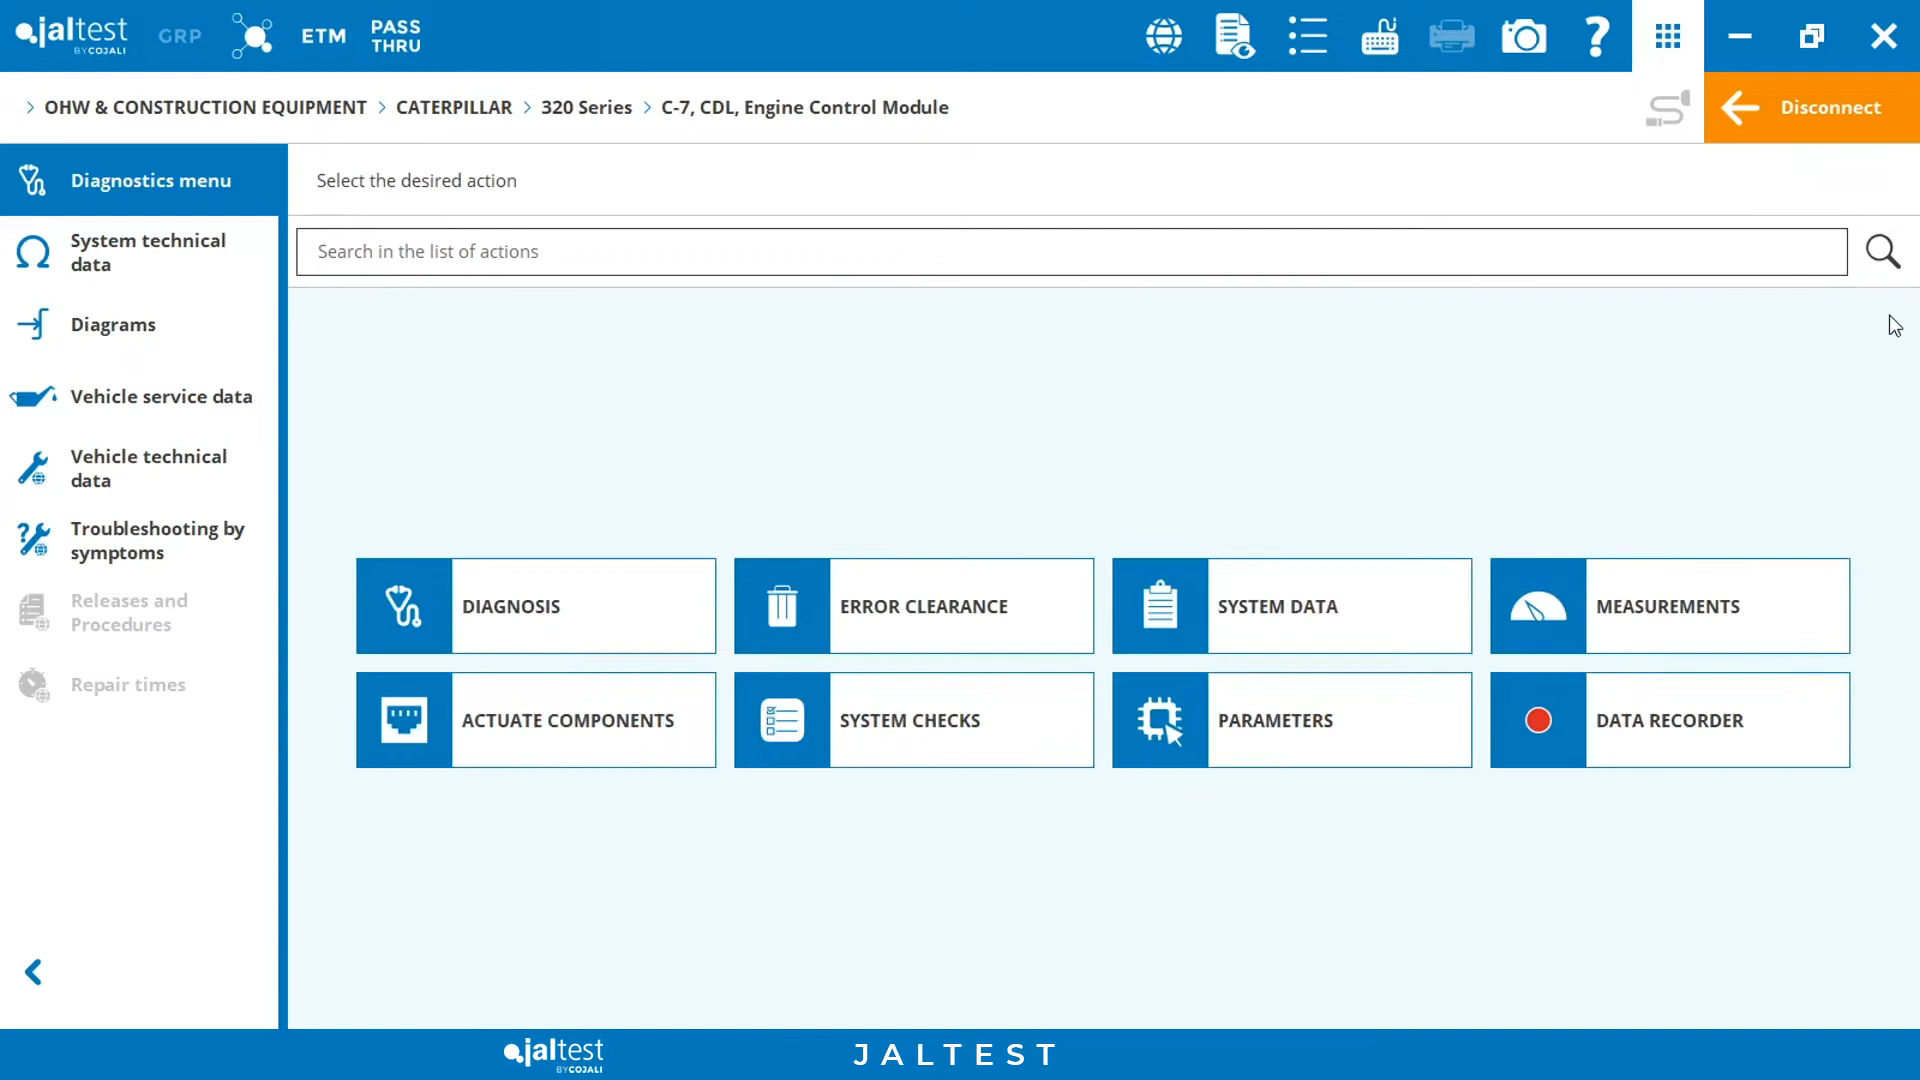 jaltest
BY COJALI
GRP
ETM
PASS
THRU
OHW & CONSTRUCTION EQUIPMENT
CATERPILLAR
320 Series
C-7, CDL, Engine Control Module
Disconnect
Diagnostics menu
Select the desired action
System technical
data
Search in the list of actions
Diagrams
Vehicle service data
Vehicle technical
data
Troubleshooting by
symptoms
Releases and
Procedures
Repair times
DIAGNOSIS
ERROR CLEARANCE
SYSTEM DATA
MEASUREMENTS
ACTUATE COMPONENTS
SYSTEM CHECKS
PARAMETERS
DATA RECORDER
jaltest
BY COJALI
JALTEST